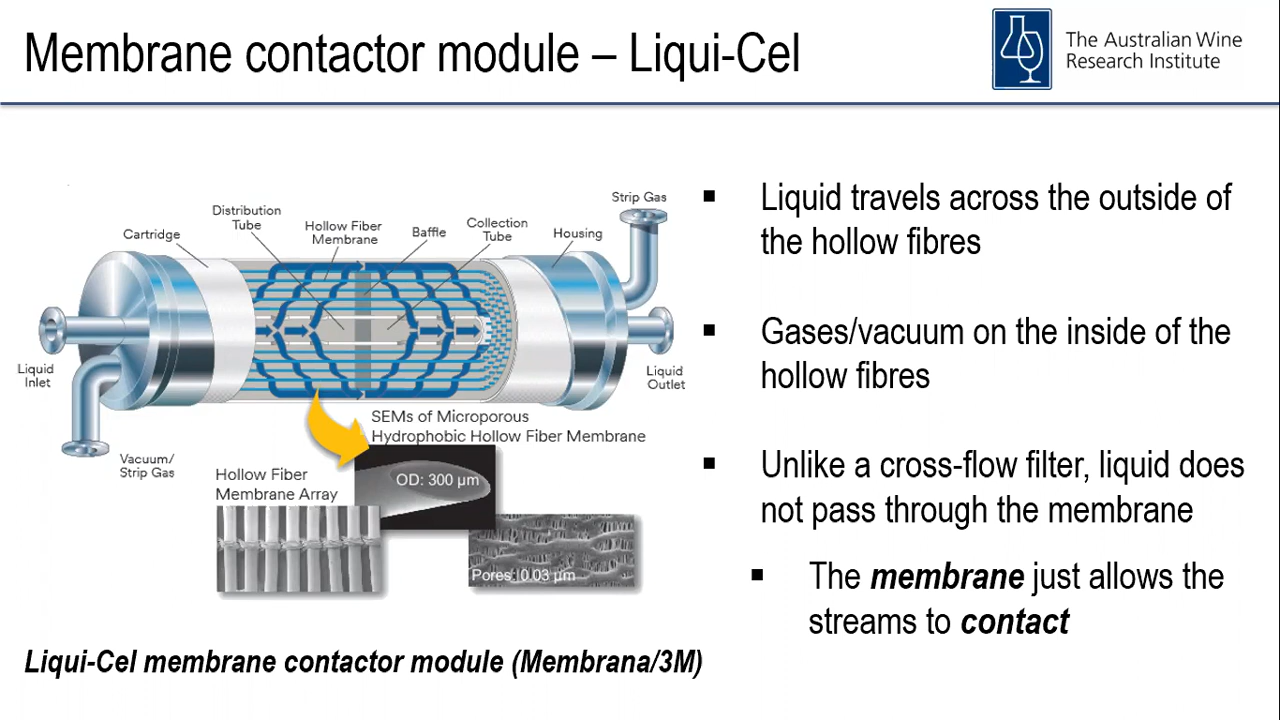 Membrane contactor module – Liqui-Cel
The Australian Wine
Research Institute
Strip Gas
Distribution
Tube
Hollow Fiber
Membrane
Baffle
Collection
Tube
Cartridge
Housing
Liquid
Inlet
Liquid
Outlet
Vacuum/
Strip Gas
SEMs of Microporous
Hydrophobic Hollow Fiber Membrane
Hollow Fiber
Membrane Array
OD: 300 µm
Pores: 0.03 µm
Liqui-Cel membrane contactor module (Membrana/3M)
▪ Liquid travels across the outside of
the hollow fibres
▪ Gases/vacuum on the inside of the
hollow fibres
▪ Unlike a cross-flow filter, liquid does
not pass through the membrane
▪ The membrane just allows the
streams to contact